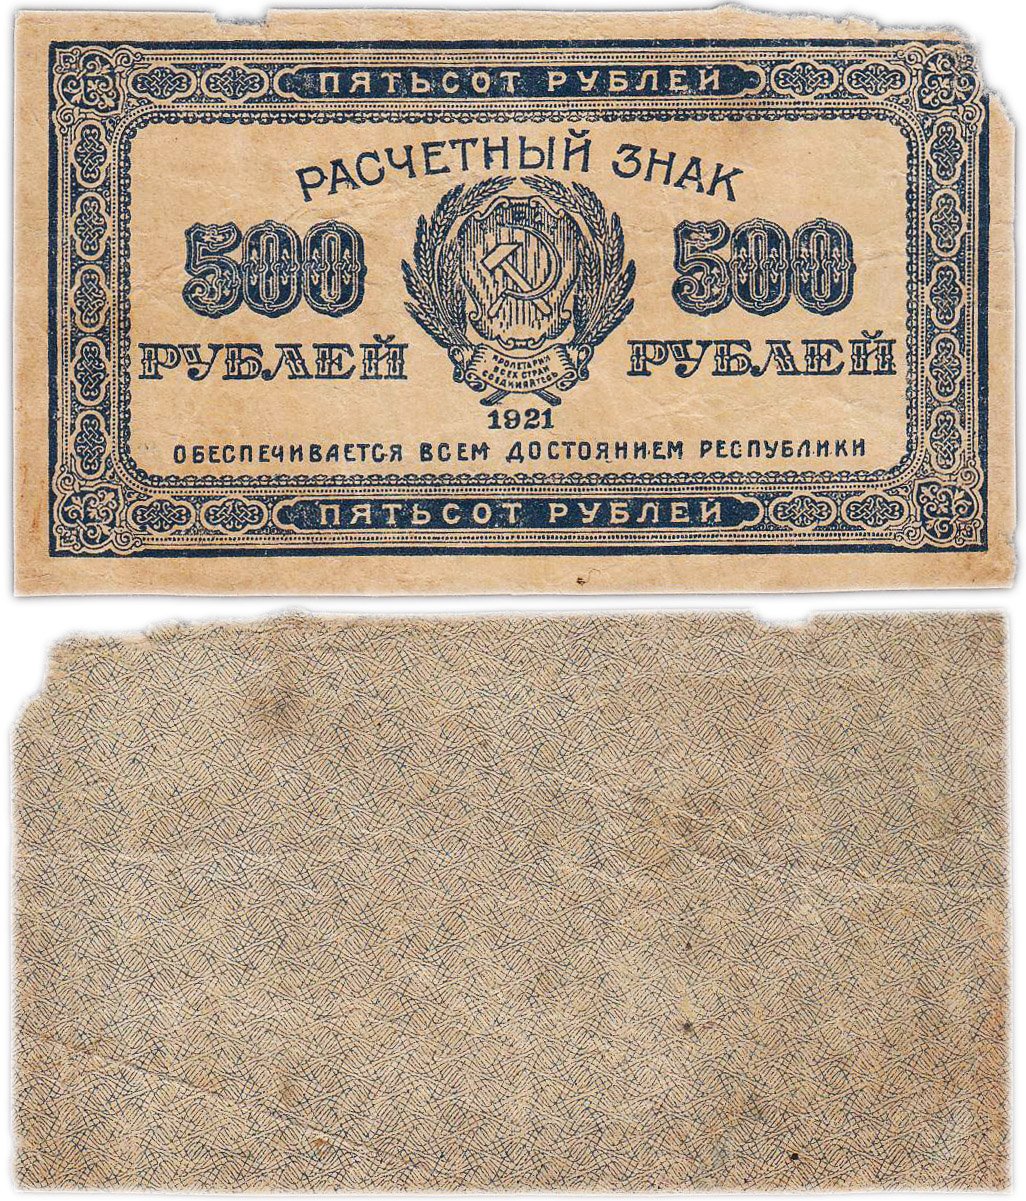 ПЯТЬСОТ РУБЛЕЙ
РАСЧЕТНЫЙ ЗНАК
500 500
РУБЛЕЙ РУБЛЕЙ
ПРОЛЕТАРИИ
ВСЕХ СТРАН
СОЕДИНЯЙТЕСЬ
1921
ОБЕСПЕЧИВАЕТСЯ ВСЕМ ДОСТОЯНИЕМ РЕСПУБЛИКИ
ПЯТЬСОТ РУБЛЕЙ